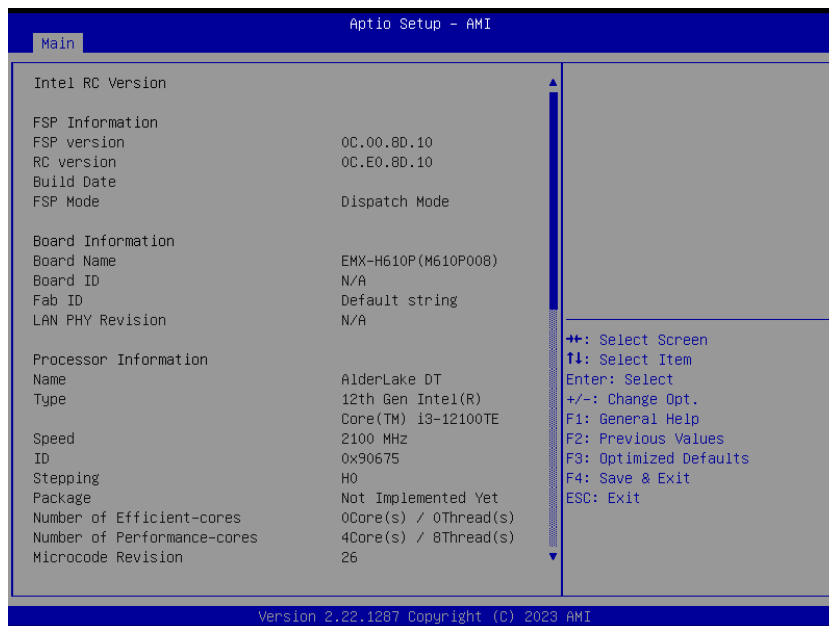 Aptio Setup – AMI
Main
Intel RC Version
FSP Information
FSP version 0C.00.8D.10
RC version 0C.E0.8D.10
Build Date
FSP Mode Dispatch Mode
Board Information
Board Name EMX-H610P(M610P008)
Board ID N/A
Fab ID Default string
LAN PHY Revision N/A
Processor Information
Name AlderLake DT
Type 12th Gen Intel(R)
Core(TM) i3-12100TE
Speed 2100 MHz
ID 0x90675
Stepping H0
Package Not Implemented Yet
Number of Efficient-cores 0Core(s) / 0Thread(s)
Number of Performance-cores 4Core(s) / 8Thread(s)
Microcode Revision 26
→←: Select Screen
↑↓: Select Item
Enter: Select
+/-: Change Opt.
F1: General Help
F2: Previous Values
F3: Optimized Defaults
F4: Save & Exit
ESC: Exit
Version 2.22.1287 Copyright (C) 2023 AMI